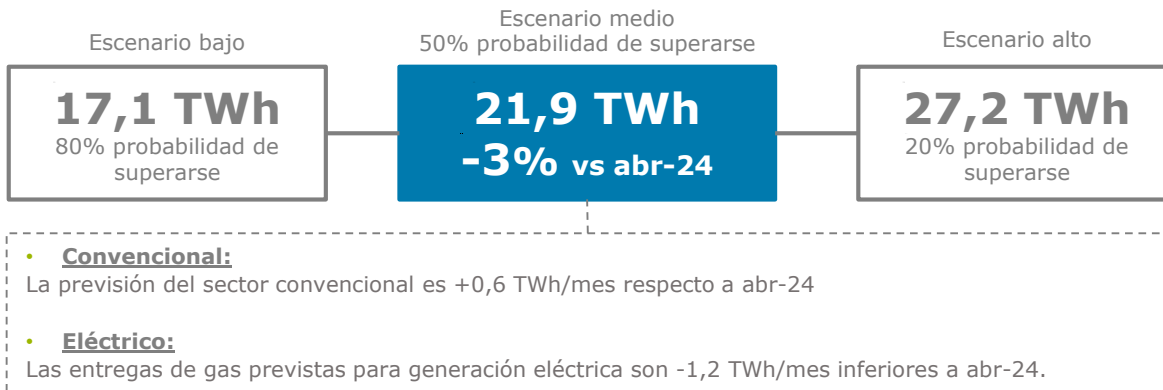 Escenario bajo
Escenario medio
50% probabilidad de superarse
Escenario alto
17,1 TWh
80% probabilidad de
superarse
21,9 TWh
-3% vs abr-24
27,2 TWh
20% probabilidad de
superarse
• Convencional:
La previsión del sector convencional es +0,6 TWh/mes respecto a abr-24
• Eléctrico:
Las entregas de gas previstas para generación eléctrica son -1,2 TWh/mes inferiores a abr-24.